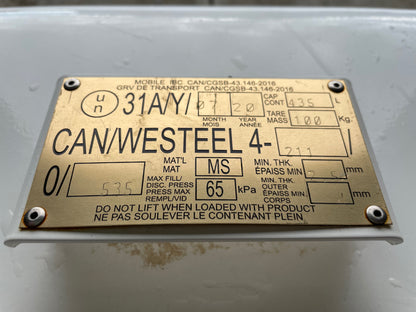 MOBILE IBC CAN/CGSB-43.146-2016
GRV DE TRANSPORT CAN/CGSB-43.146-2016
un 31A/Y/ 07 20 CAP CONT 435 L
MONTH MOIS YEAR ANNÉE TARE MASS 100 Kg
CAN/WESTEEL 4- 211 /
0/ 535 MAT'L MAT MS MIN. THK. ÉPAISS MIN mm
MAX FILL/ DISC. PRESS PRESS MAX REMPL/VID 65 kPa MIN. THK. OUTER ÉPAISS MIN mm
DO NOT LIFT WHEN LOADED WITH PRODUCT
NE PAS SOULEVER LE CONTENANT PLEIN